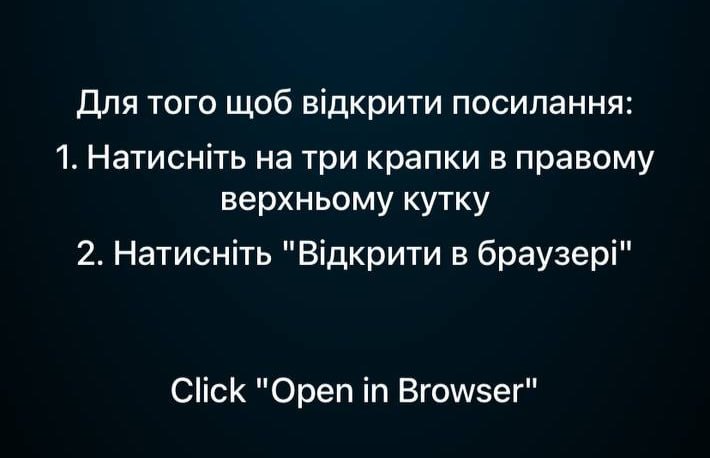 Для того щоб відкрити посилання:
1. Натисніть на три крапки в правому
верхньому кутку
2. Натисніть "Відкрити в браузері"
Click "Open in Browser"